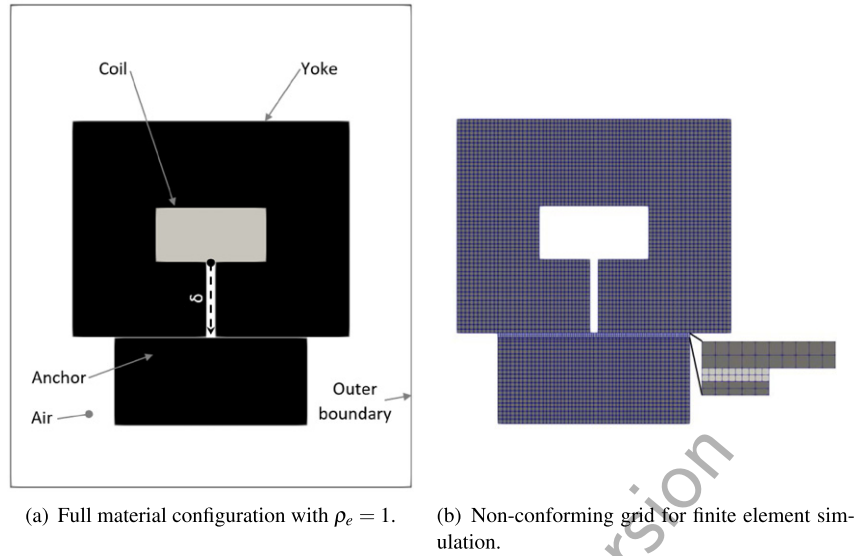 Coil
Yoke
δ
Anchor
Air
Outer
boundary
(a) Full material configuration with ρₑ = 1.
(b) Non-conforming grid for finite element sim-
ulation.
rsion